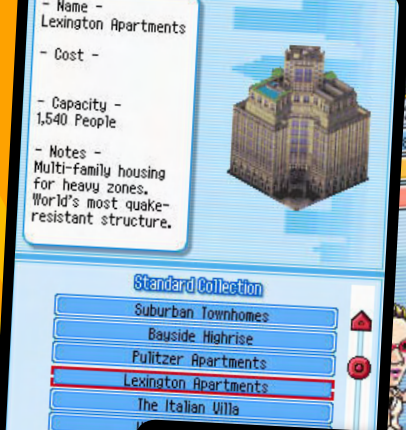 - Name -
Lexington Apartments
- Cost -
- Capacity -
1,540 People
- Notes -
Multi-family housing
for heavy zones.
World's most quake-
resistant structure.
Standard Collection
Suburban Townhomes
Bayside Highrise
Pulitzer Apartments
Lexington Apartments
The Italian Villa